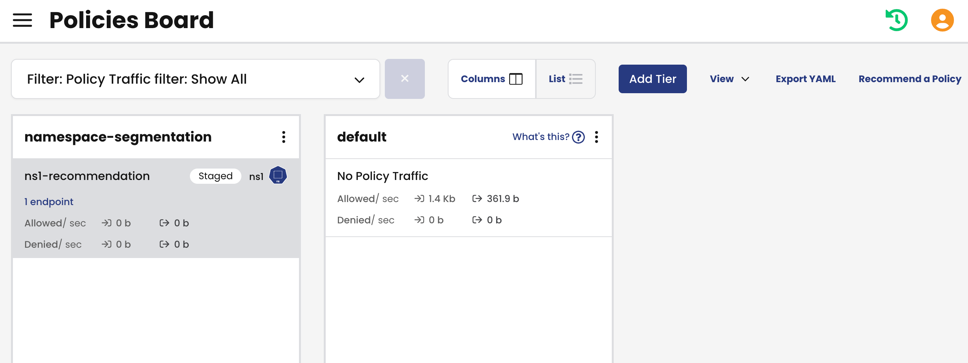 Policies Board
Filter: Policy Traffic filter: Show All
×
Columns
List
Add Tier
View
Export YAML
Recommend a Policy
namespace-segmentation
ns1-recommendation
Staged
ns1
1 endpoint
Allowed/ sec 0 b 0 b
Denied/ sec 0 b 0 b
default
What's this? ?
No Policy Traffic
Allowed/ sec 1.4 Kb 361.9 b
Denied/ sec 0 b 0 b